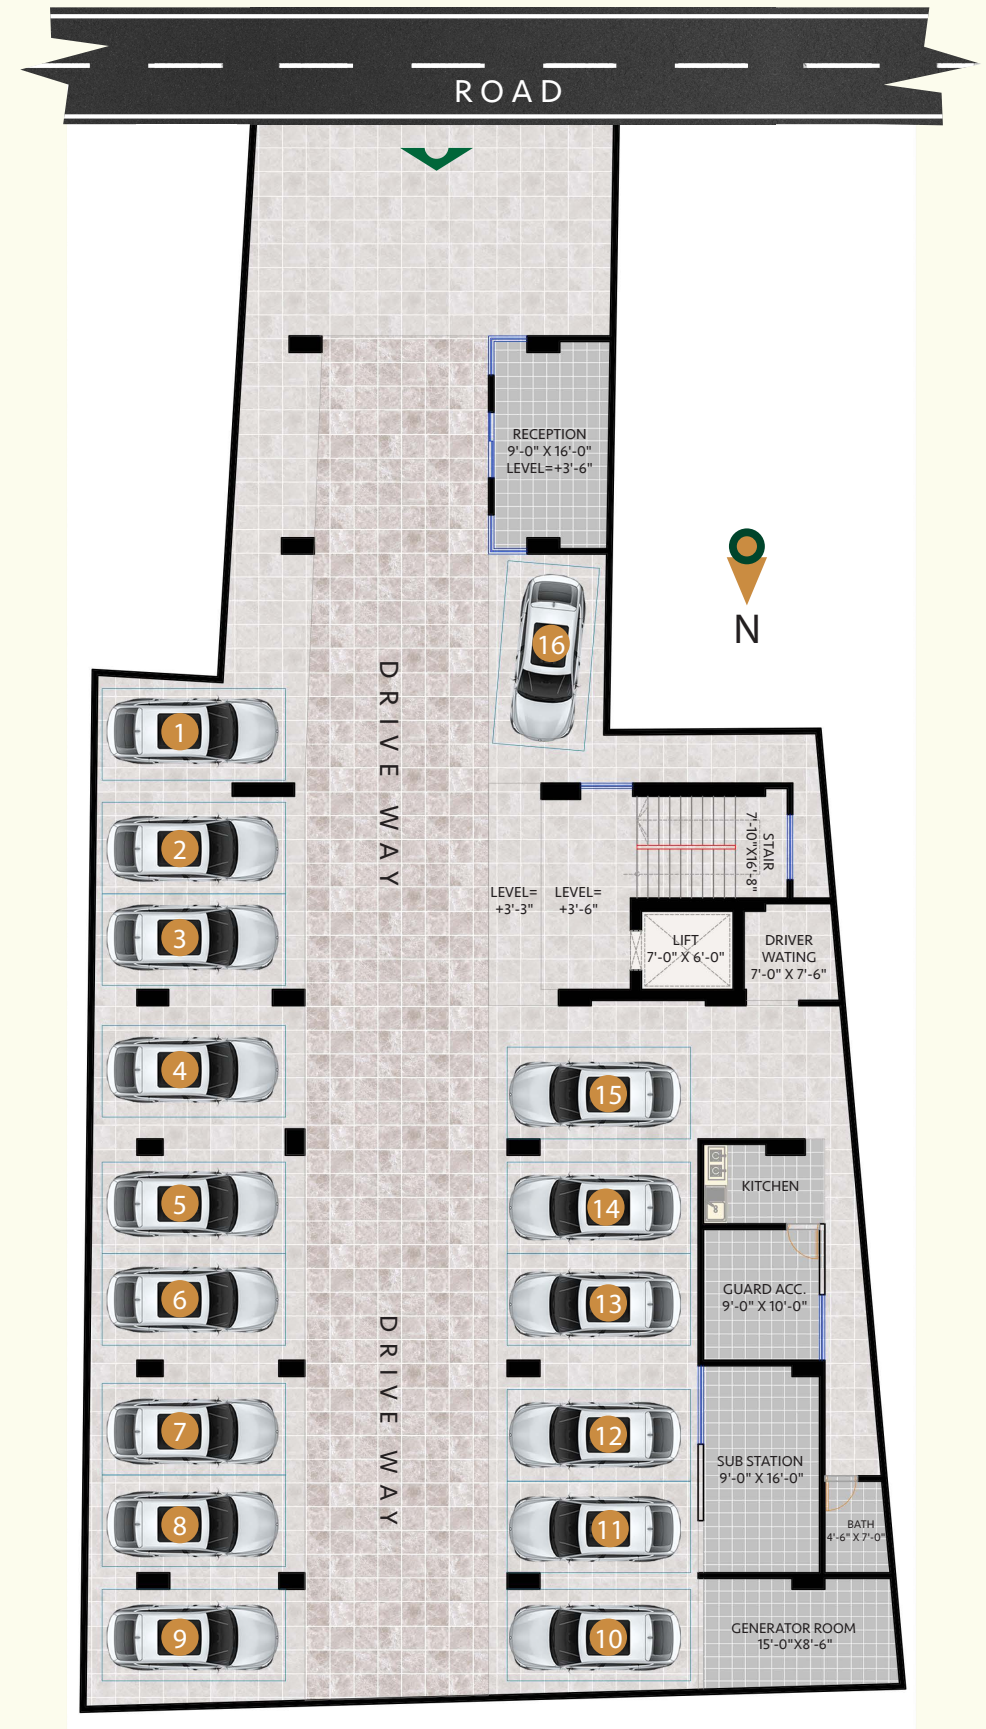 ROAD
RECEPTION
9'-0" X 16'-0"
LEVEL=+3'-6"
N
16
DRIVE WAY
1
2
3
4
5
6
7
8
9
STAIR
7'-10"X16'-8"
LEVEL=
+3'-3"
LEVEL=
+3'-6"
LIFT
7'-0" X 6'-0"
DRIVER
WATING
7'-0" X 7'-6"
15
14
13
12
11
10
KITCHEN
GUARD ACC.
9'-0" X 10'-0"
DRIVE WAY
SUB STATION
9'-0" X 16'-0"
BATH
4'-6" X 7'-0"
GENERATOR ROOM
15'-0"X8'-6"